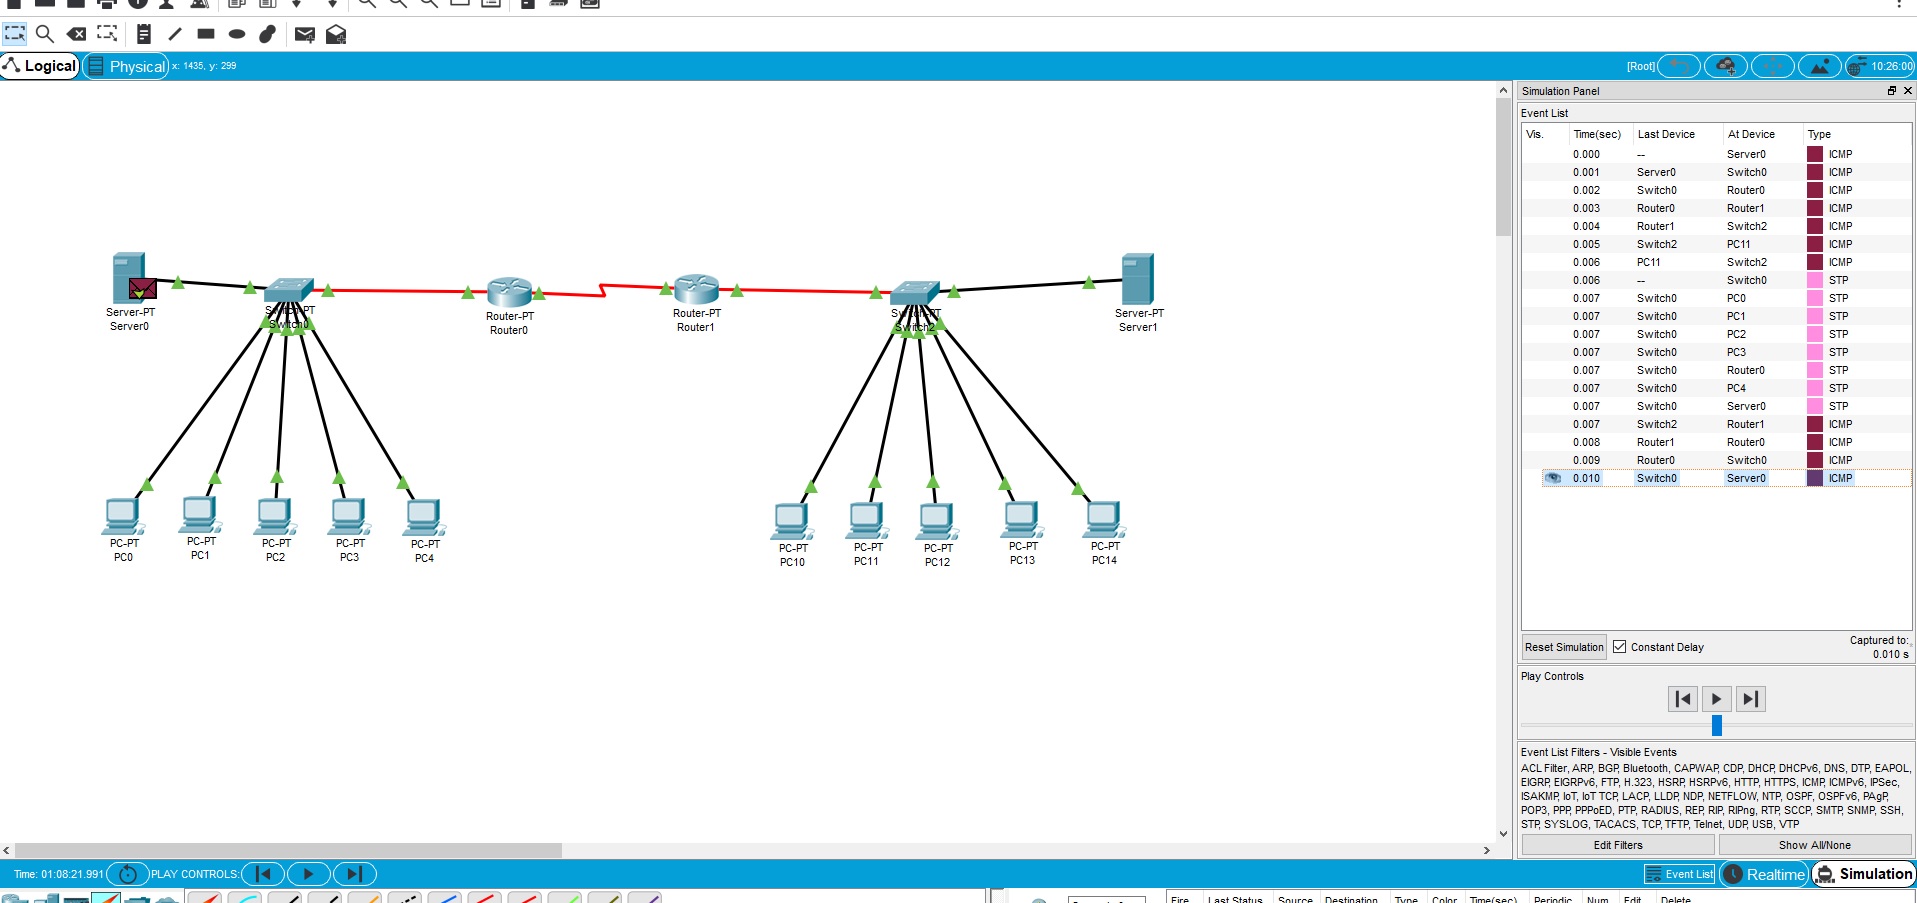 Logical Physical x: 1435, y: 299 [Root] 10:26:00
Simulation Panel
Event List
Vis. Time(sec) Last Device At Device Type
0.000 -- Server0 ICMP
0.001 Server0 Switch0 ICMP
0.002 Switch0 Router0 ICMP
0.003 Router0 Router1 ICMP
0.004 Router1 Switch2 ICMP
0.005 Switch2 PC11 ICMP
0.006 PC11 Switch2 ICMP
0.006 -- Switch0 STP
0.007 Switch0 PC0 STP
0.007 Switch0 PC1 STP
0.007 Switch0 PC2 STP
0.007 Switch0 PC3 STP
0.007 Switch0 Router0 STP
0.007 Switch0 PC4 STP
0.007 Switch0 Server0 STP
0.007 Switch2 Router1 ICMP
0.008 Router1 Router0 ICMP
0.009 Router0 Switch0 ICMP
0.010 Switch0 Server0 ICMP
Server-PT
Server0
Switch-PT
Switch0
Router-PT
Router0
Router-PT
Router1
Switch-PT
Switch2
Server-PT
Server1
PC-PT
PC0
PC-PT
PC1
PC-PT
PC2
PC-PT
PC3
PC-PT
PC4
PC-PT
PC10
PC-PT
PC11
PC-PT
PC12
PC-PT
PC13
PC-PT
PC14
Reset Simulation Constant Delay
Captured to:
0.010 s
Play Controls
Event List Filters - Visible Events
ACL Filter, ARP, BGP, Bluetooth, CAPWAP, CDP, DHCP, DHCPv6, DNS, DTP, EAPOL,
EIGRP, EIGRPv6, FTP, H.323, HSRP, HSRPv6, HTTP, HTTPS, ICMP, ICMPv6, IPSec,
ISAKMP, IoT, IoT TCP, LACP, LLDP, NDP, NETFLOW, NTP, OSPF, OSPFv6, PAgP,
POP3, PPP, PPPoED, PTP, RADIUS, REP, RIP, RIPng, RTP, SCCP, SMTP, SNMP, SSH,
STP, SYSLOG, TACACS, TCP, TFTP, Telnet, UDP, USB, VTP
Edit Filters Show All/None
Time: 01:08:21.991 PLAY CONTROLS: Event List Realtime Simulation
Fire Last Status Source Destination Type Color Time(sec) Periodic Num Edit Delete